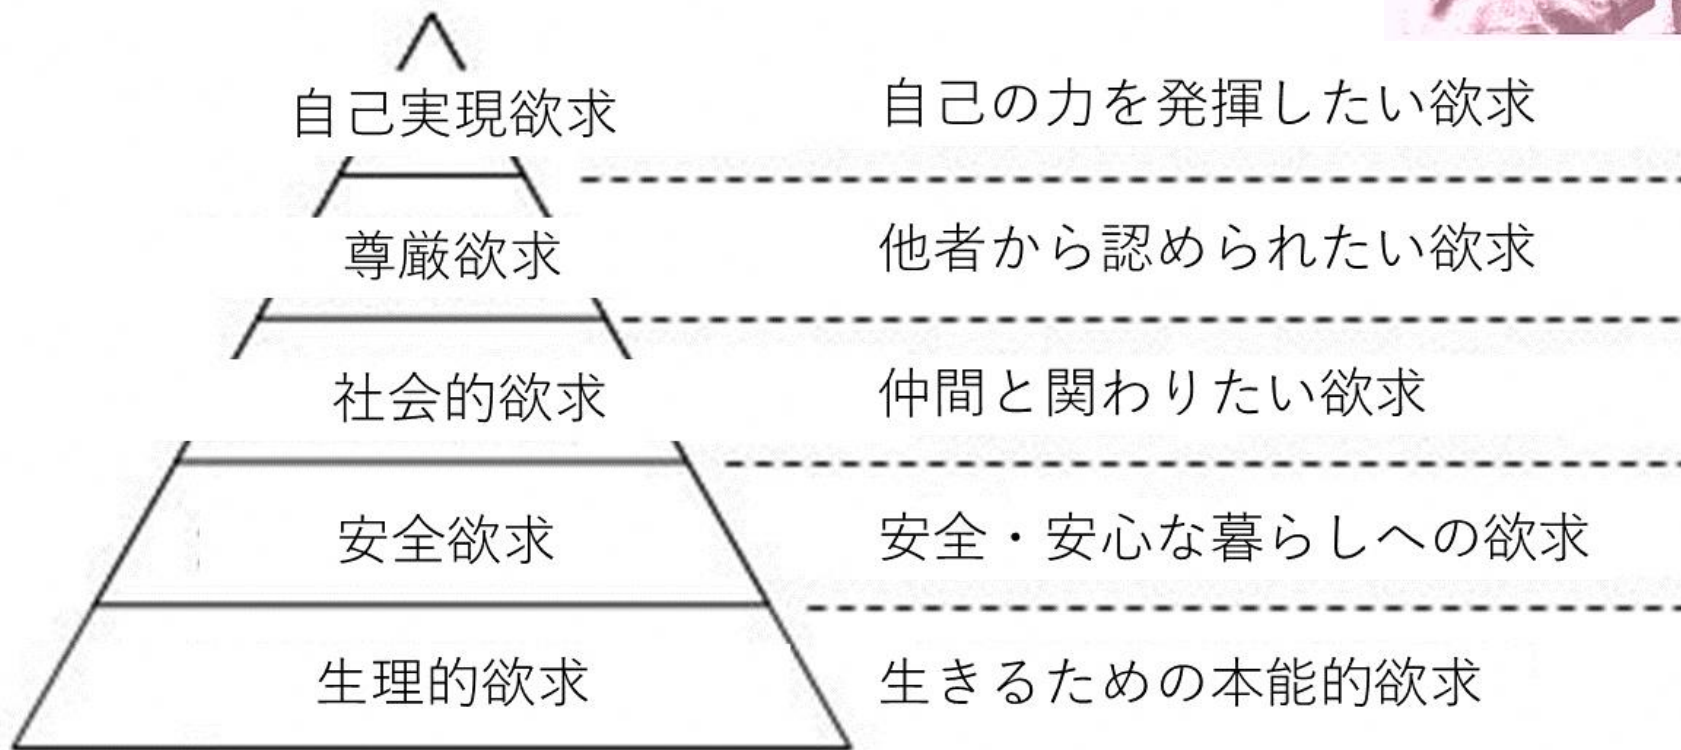 自己実現欲求 自己の力を発揮したい欲求
尊厳欲求 他者から認められたい欲求
社会的欲求 仲間と関わりたい欲求
安全欲求 安全・安心な暮らしへの欲求
生理的欲求 生きるための本能的欲求